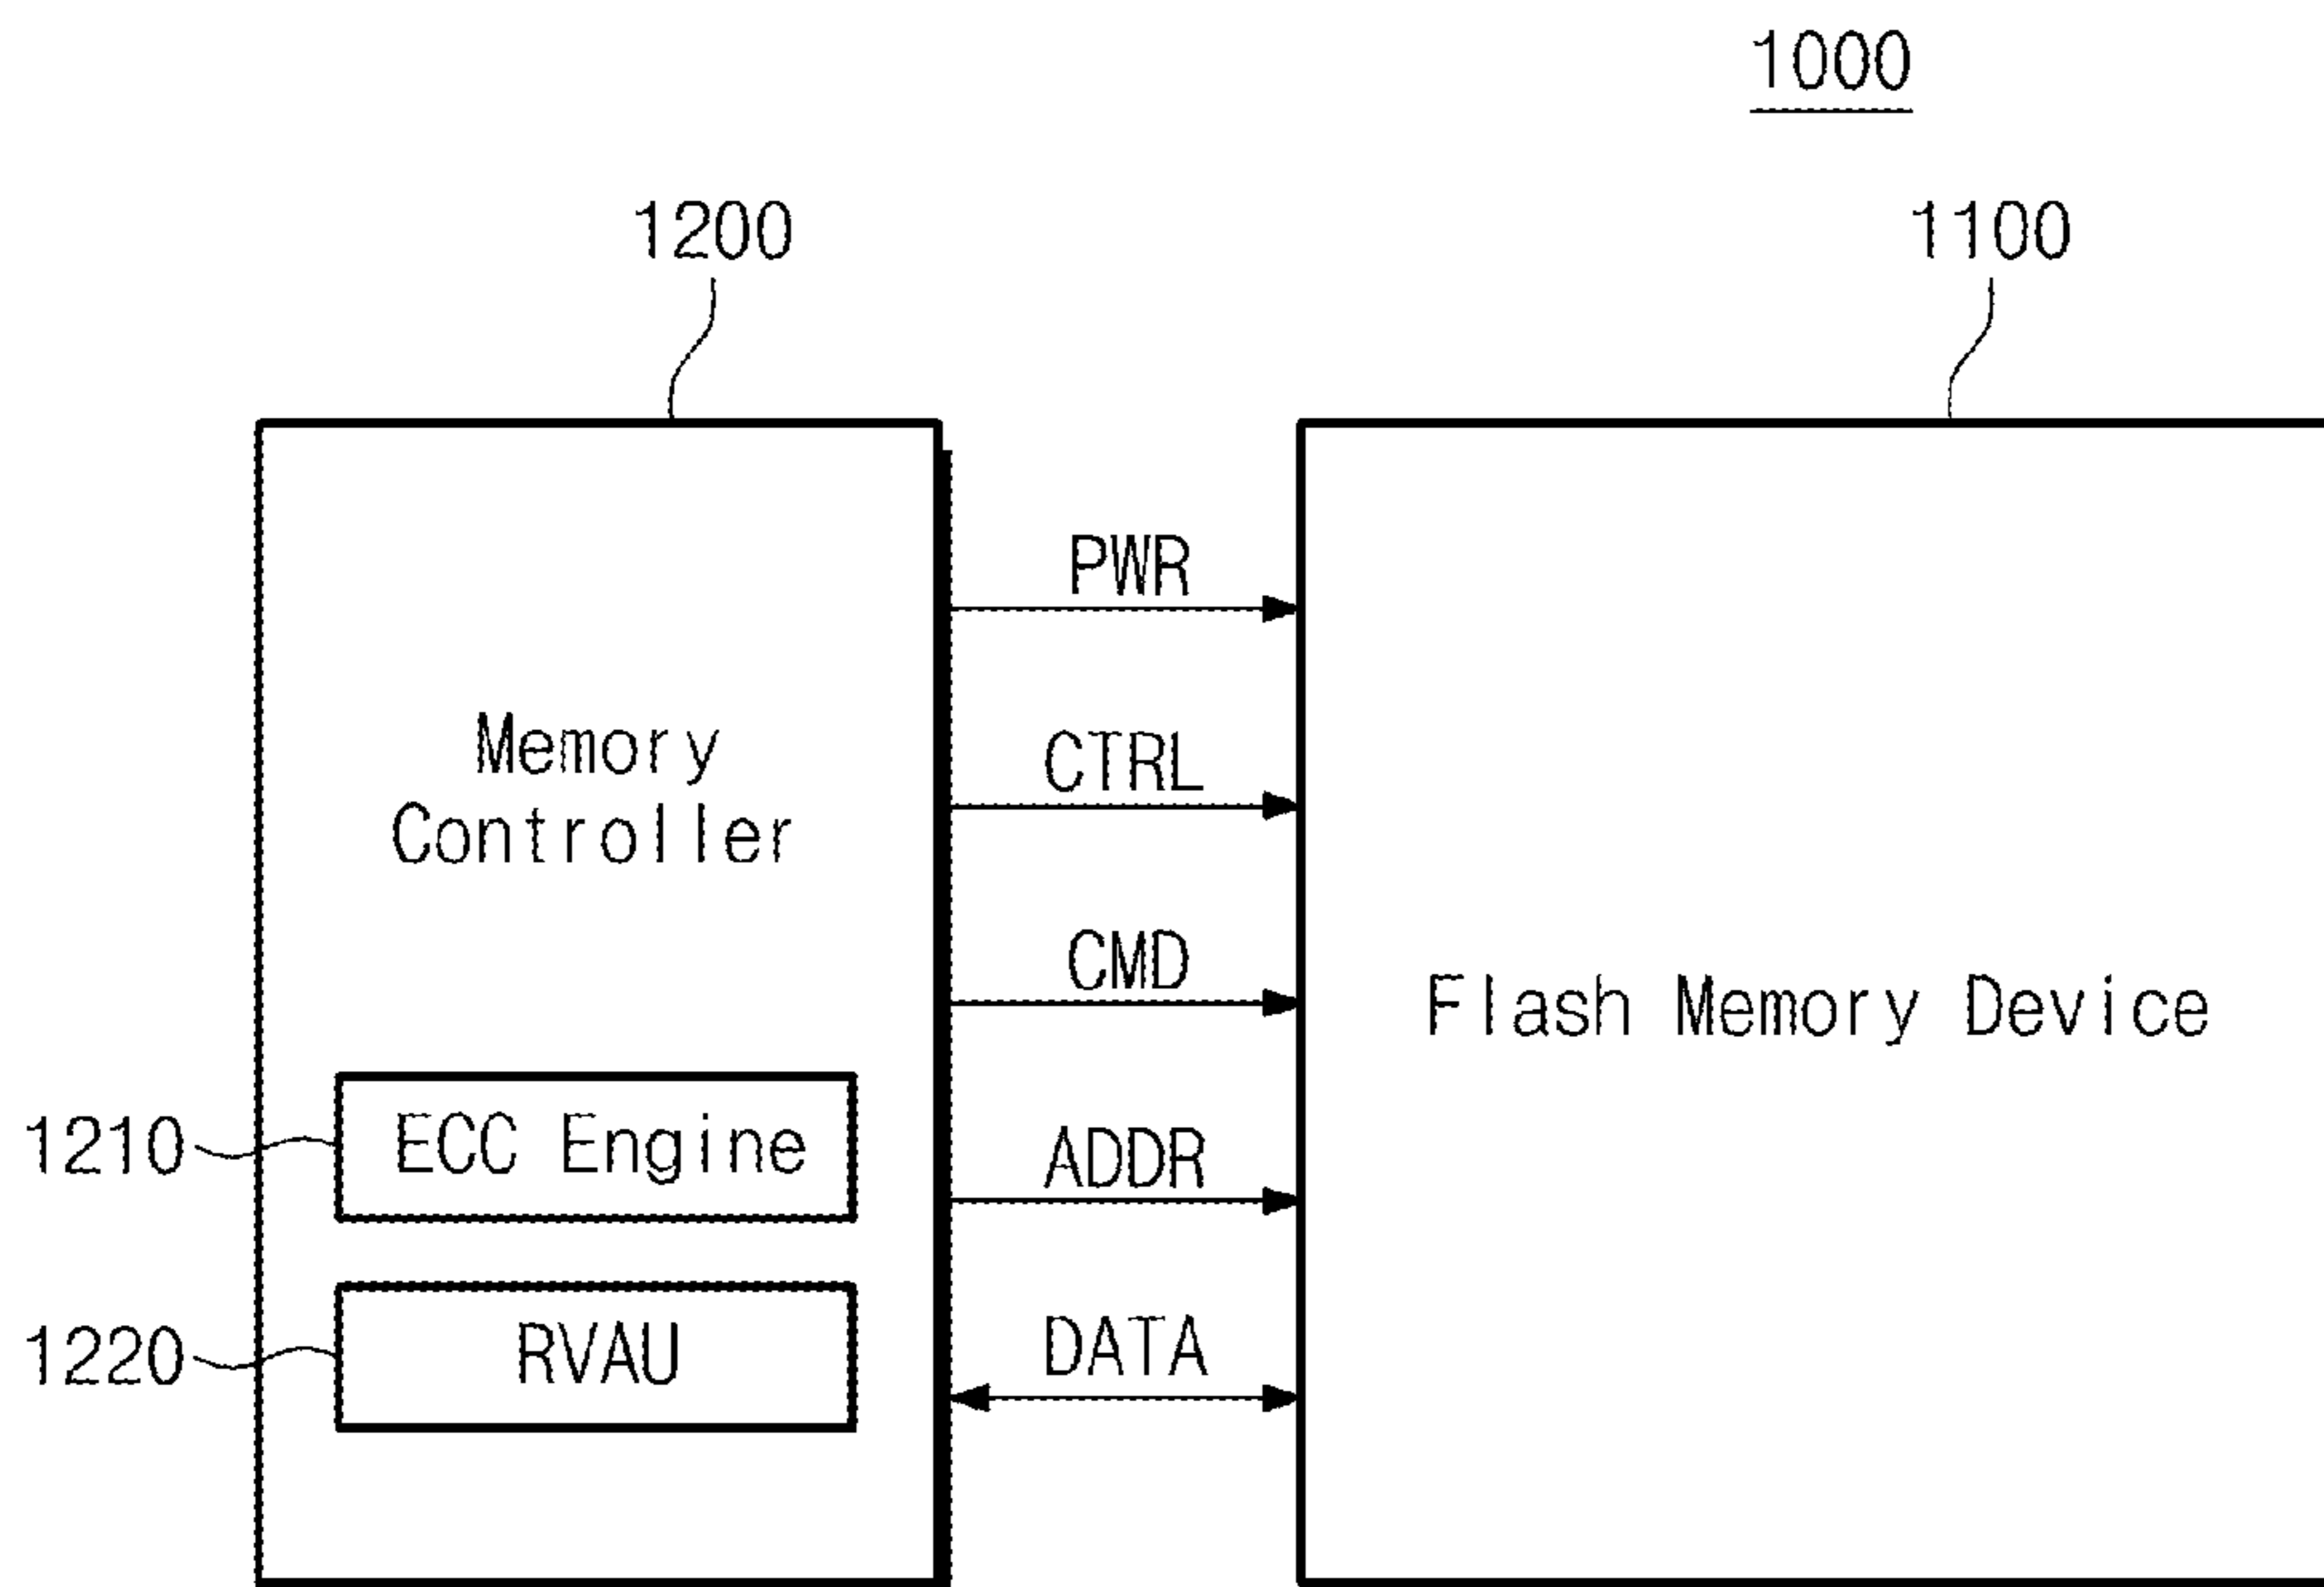 1000
1200
1100
PWR
Memory
Controller
CTRL
CMD
Flash Memory Device
1210
ECC Engine
ADDR
1220
RVAU
DATA